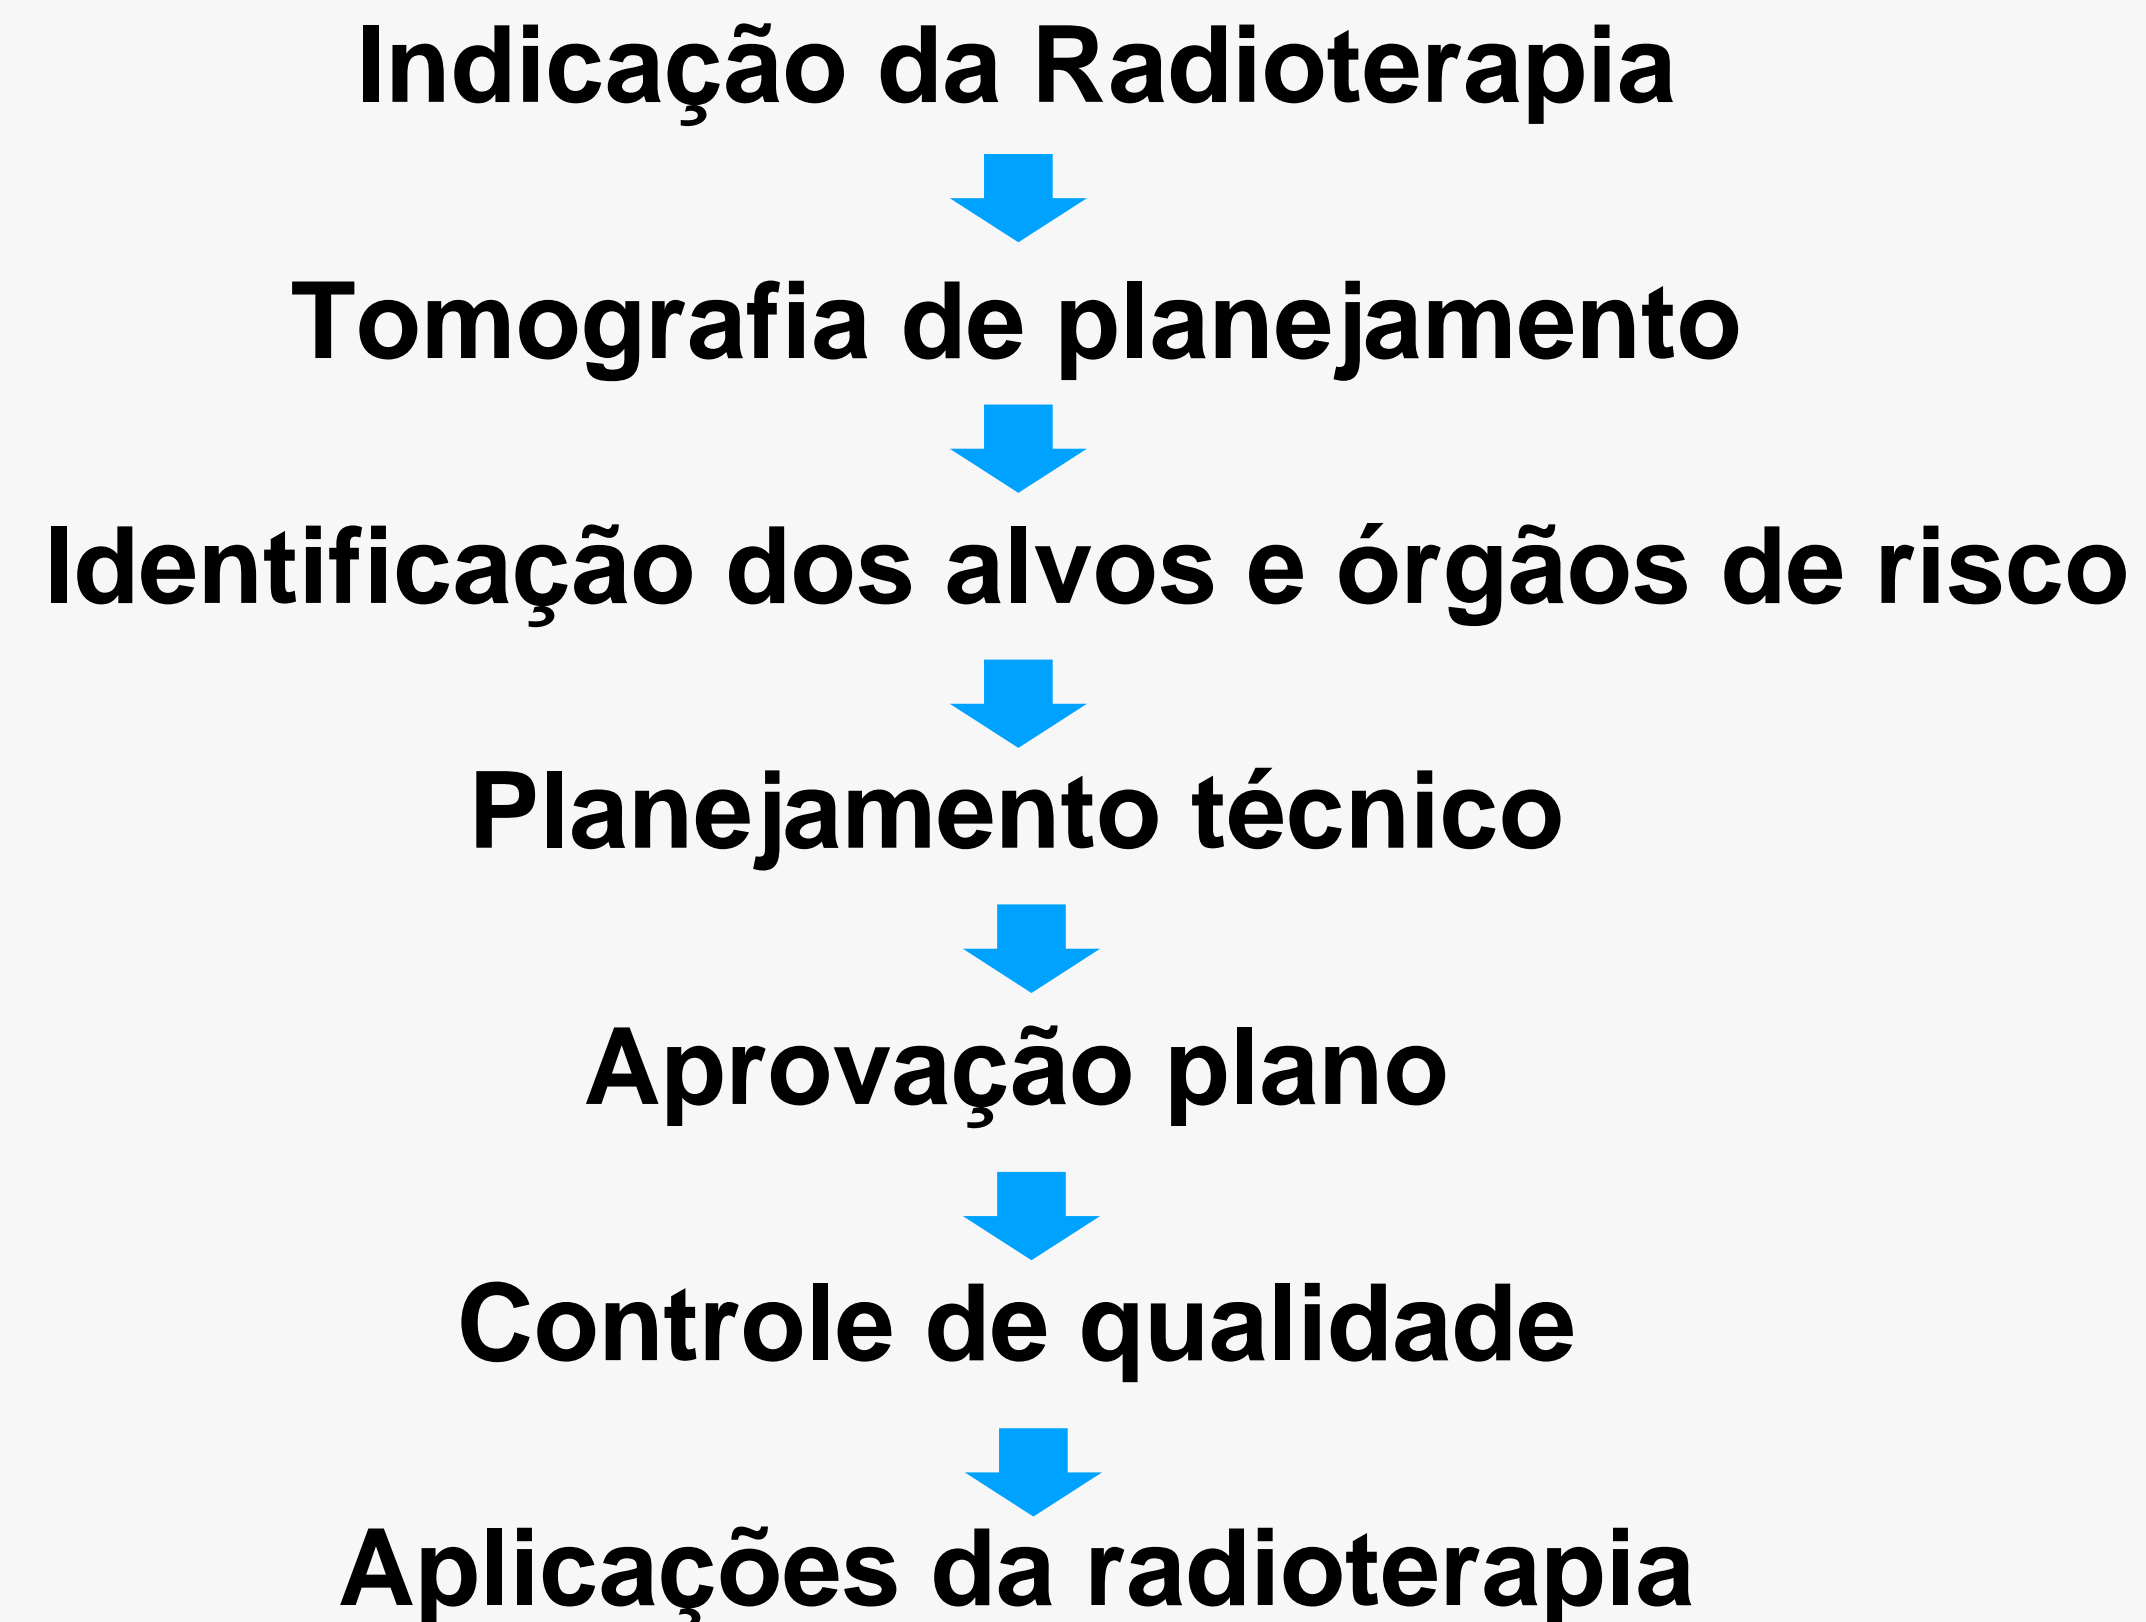 Indicação da Radioterapia
Tomografia de planejamento
Identificação dos alvos e órgãos de risco
Planejamento técnico
Aprovação plano
Controle de qualidade
Aplicações da radioterapia